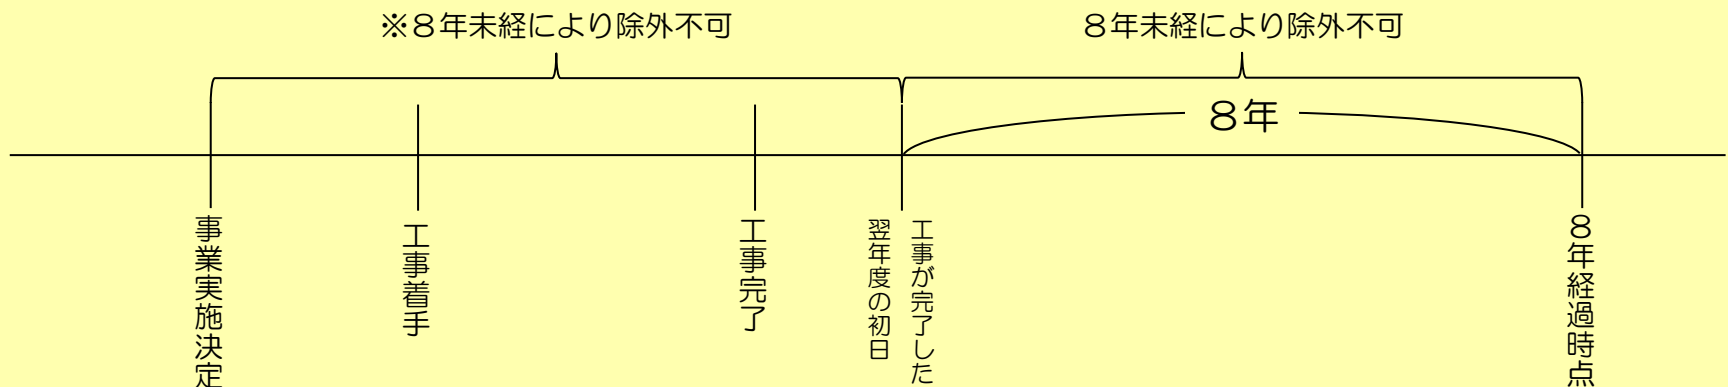 ※８年未経により除外不可
８年未経により除外不可
８年
事業実施決定
工事着手
工事完了
工事が完了した
翌年度の初日
８年経過時点